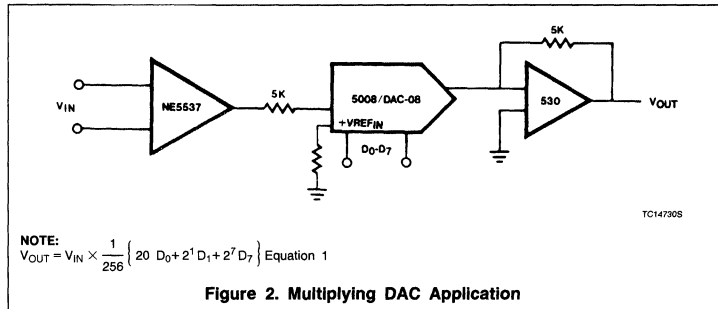 5K
5K
VIN
NE5537
5008/DAC-08
530
VOUT
+VREFIN
D0-D7
TC14730S
NOTE:
VOUT = VIN × 1/256 { 20 D0 + 2^1 D1 + 2^7 D7 } Equation 1
Figure 2. Multiplying DAC Application